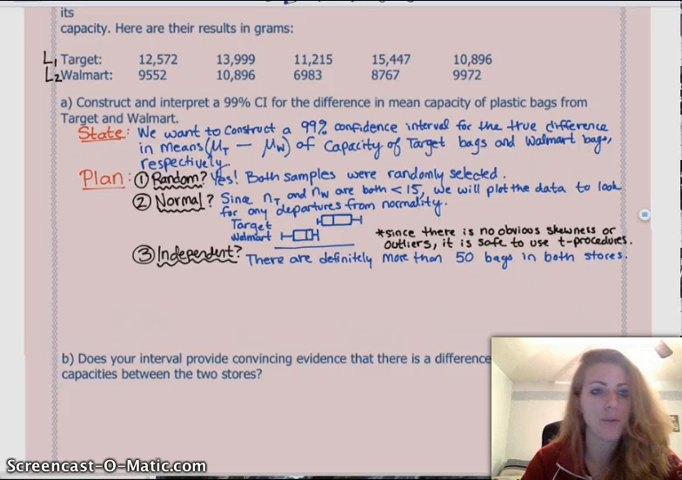 its
capacity. Here are their results in grams:
L1 Target: 12,572 13,999 11,215 15,447 10,896
L2 Walmart: 9552 10,896 6983 8767 9972
a) Construct and interpret a 99% CI for the difference in mean capacity of plastic bags from
Target and Walmart.
State: We want to construct a 99% confidence interval for the true difference
in means (μT - μW) of capacity of Target bags and Walmart bags,
respectively
Plan: ① Random? Yes! Both samples were randomly selected.
② Normal? Since nT and nW are both < 15, we will plot the data to look
for any departures from normality.
Target
Walmart
*since there is no obvious skewness or
outliers, it is safe to use t-procedures.
③ Independent? There are definitely more than 50 bags in both stores.
b) Does your interval provide convincing evidence that there is a difference
capacities between the two stores?
Screencast-O-Matic.com